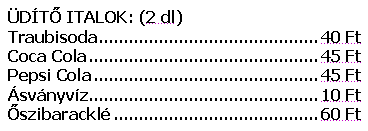 ÜDÍTŐ ITALOK: (2 dl)
Traubisoda.......................................40 Ft
Coca Cola........................................45 Ft
Pepsi Cola.......................................45 Ft
Ásványvíz........................................10 Ft
Őszibaracklé....................................60 Ft